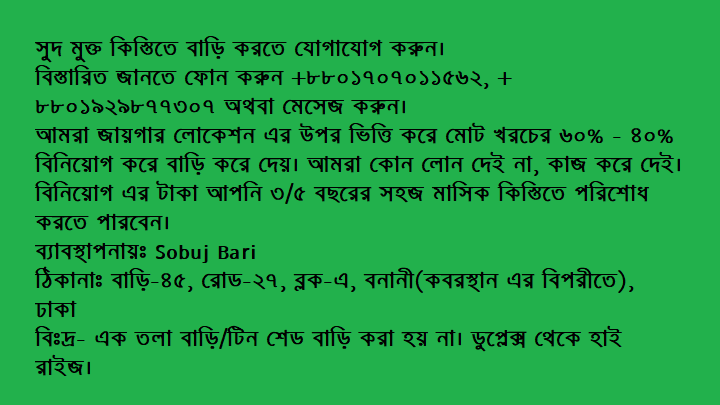 সুদ মুক্ত কিস্তিতে বাড়ি করতে যোগাযোগ করুন।
বিস্তারিত জানতে ফোন করুন +৮৮০১৭০৭০১১৫৬২, +
৮৮০১৯২৯৮৭৭৩০৭ অথবা মেসেজ করুন।
আমরা জায়গার লোকেশন এর উপর ভিত্তি করে মোট খরচের ৬০% - ৪০%
বিনিয়োগ করে বাড়ি করে দেয়। আমরা কোন লোন দেই না, কাজ করে দেই।
বিনিয়োগ এর টাকা আপনি ৩/৫ বছরের সহজ মাসিক কিস্তিতে পরিশোধ
করতে পারবেন।
ব্যাবস্থাপনায়ঃ Sobuj Bari
ঠিকানাঃ বাড়ি-৪৫, রোড-২৭, ব্লক-এ, বনানী(কবরস্থান এর বিপরীতে),
ঢাকা
বিঃদ্র- এক তলা বাড়ি/টিন শেড বাড়ি করা হয় না। ডুপ্লেক্স থেকে হাই
রাইজ।